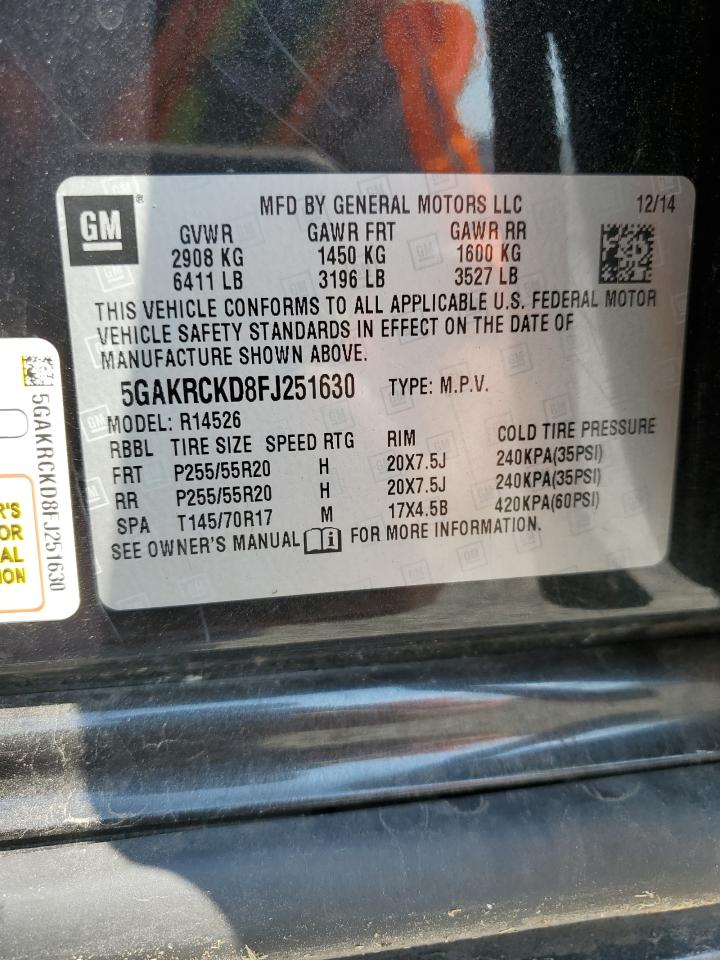 GM
MFD BY GENERAL MOTORS LLC 12/14
GVWR GAWR FRT GAWR RR
2908 KG 1450 KG 1600 KG
6411 LB 3196 LB 3527 LB
THIS VEHICLE CONFORMS TO ALL APPLICABLE U.S. FEDERAL MOTOR
VEHICLE SAFETY STANDARDS IN EFFECT ON THE DATE OF
MANUFACTURE SHOWN ABOVE.
5GAKRCKD8FJ251630 TYPE: M.P.V.
MODEL: R14526
RBBL TIRE SIZE SPEED RTG RIM COLD TIRE PRESSURE
FRT P255/55R20 H 20X7.5J 240KPA(35PSI)
RR P255/55R20 H 20X7.5J 240KPA(35PSI)
SPA T145/70R17 M 17X4.5B 420KPA(60PSI)
SEE OWNER'S MANUAL i FOR MORE INFORMATION.
5GAKRCKD8FJ251630
R'S
OR
AL
ION